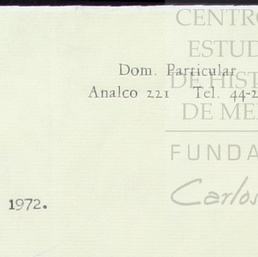 CENTRO
ESTUD
DE HIST
DE ME
FUNDA
Carlos
Dom. Particular
Analco 221 Tel. 44-2
1972.